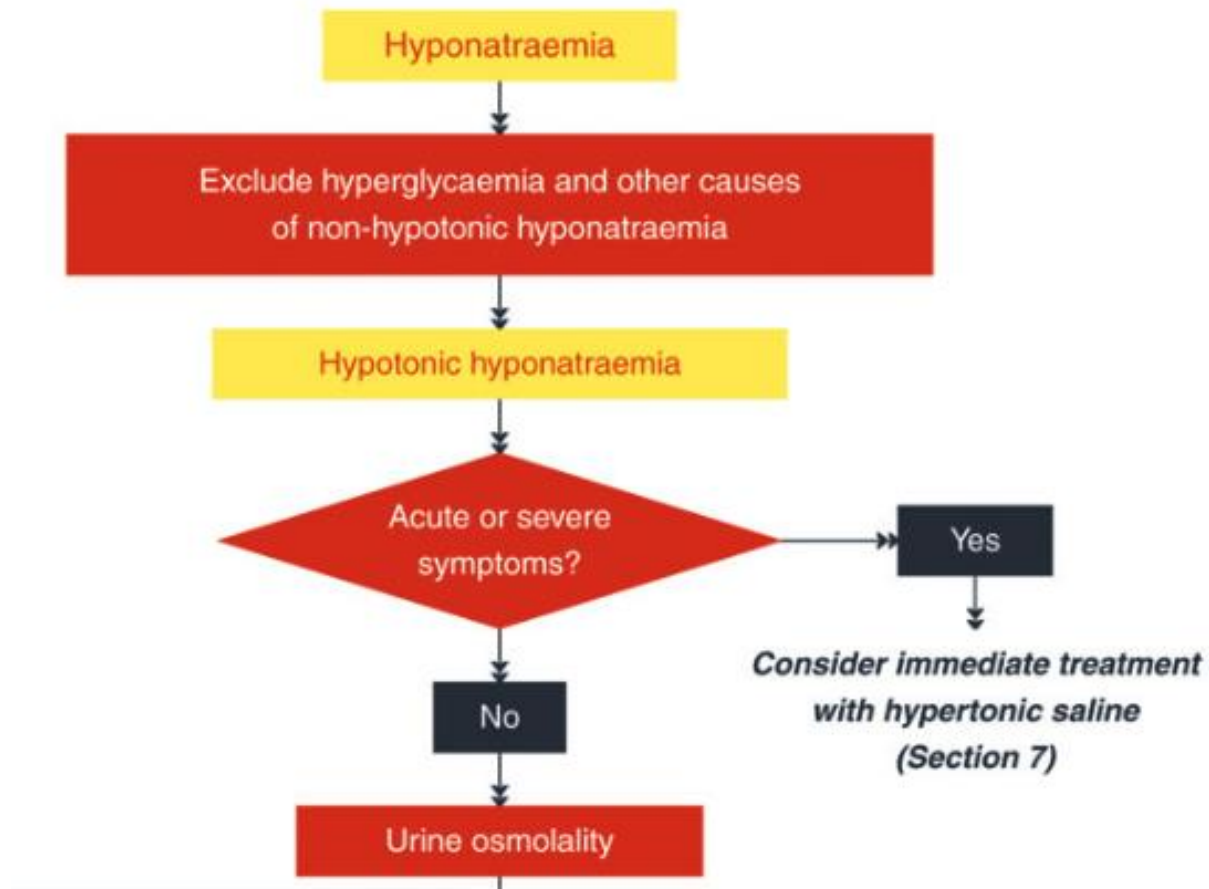 Hyponatraemia
Exclude hyperglycaemia and other causes
of non-hypotonic hyponatraemia
Hypotonic hyponatraemia
Acute or severe
symptoms?
Yes
Consider immediate treatment
with hypertonic saline
(Section 7)
No
Urine osmolality